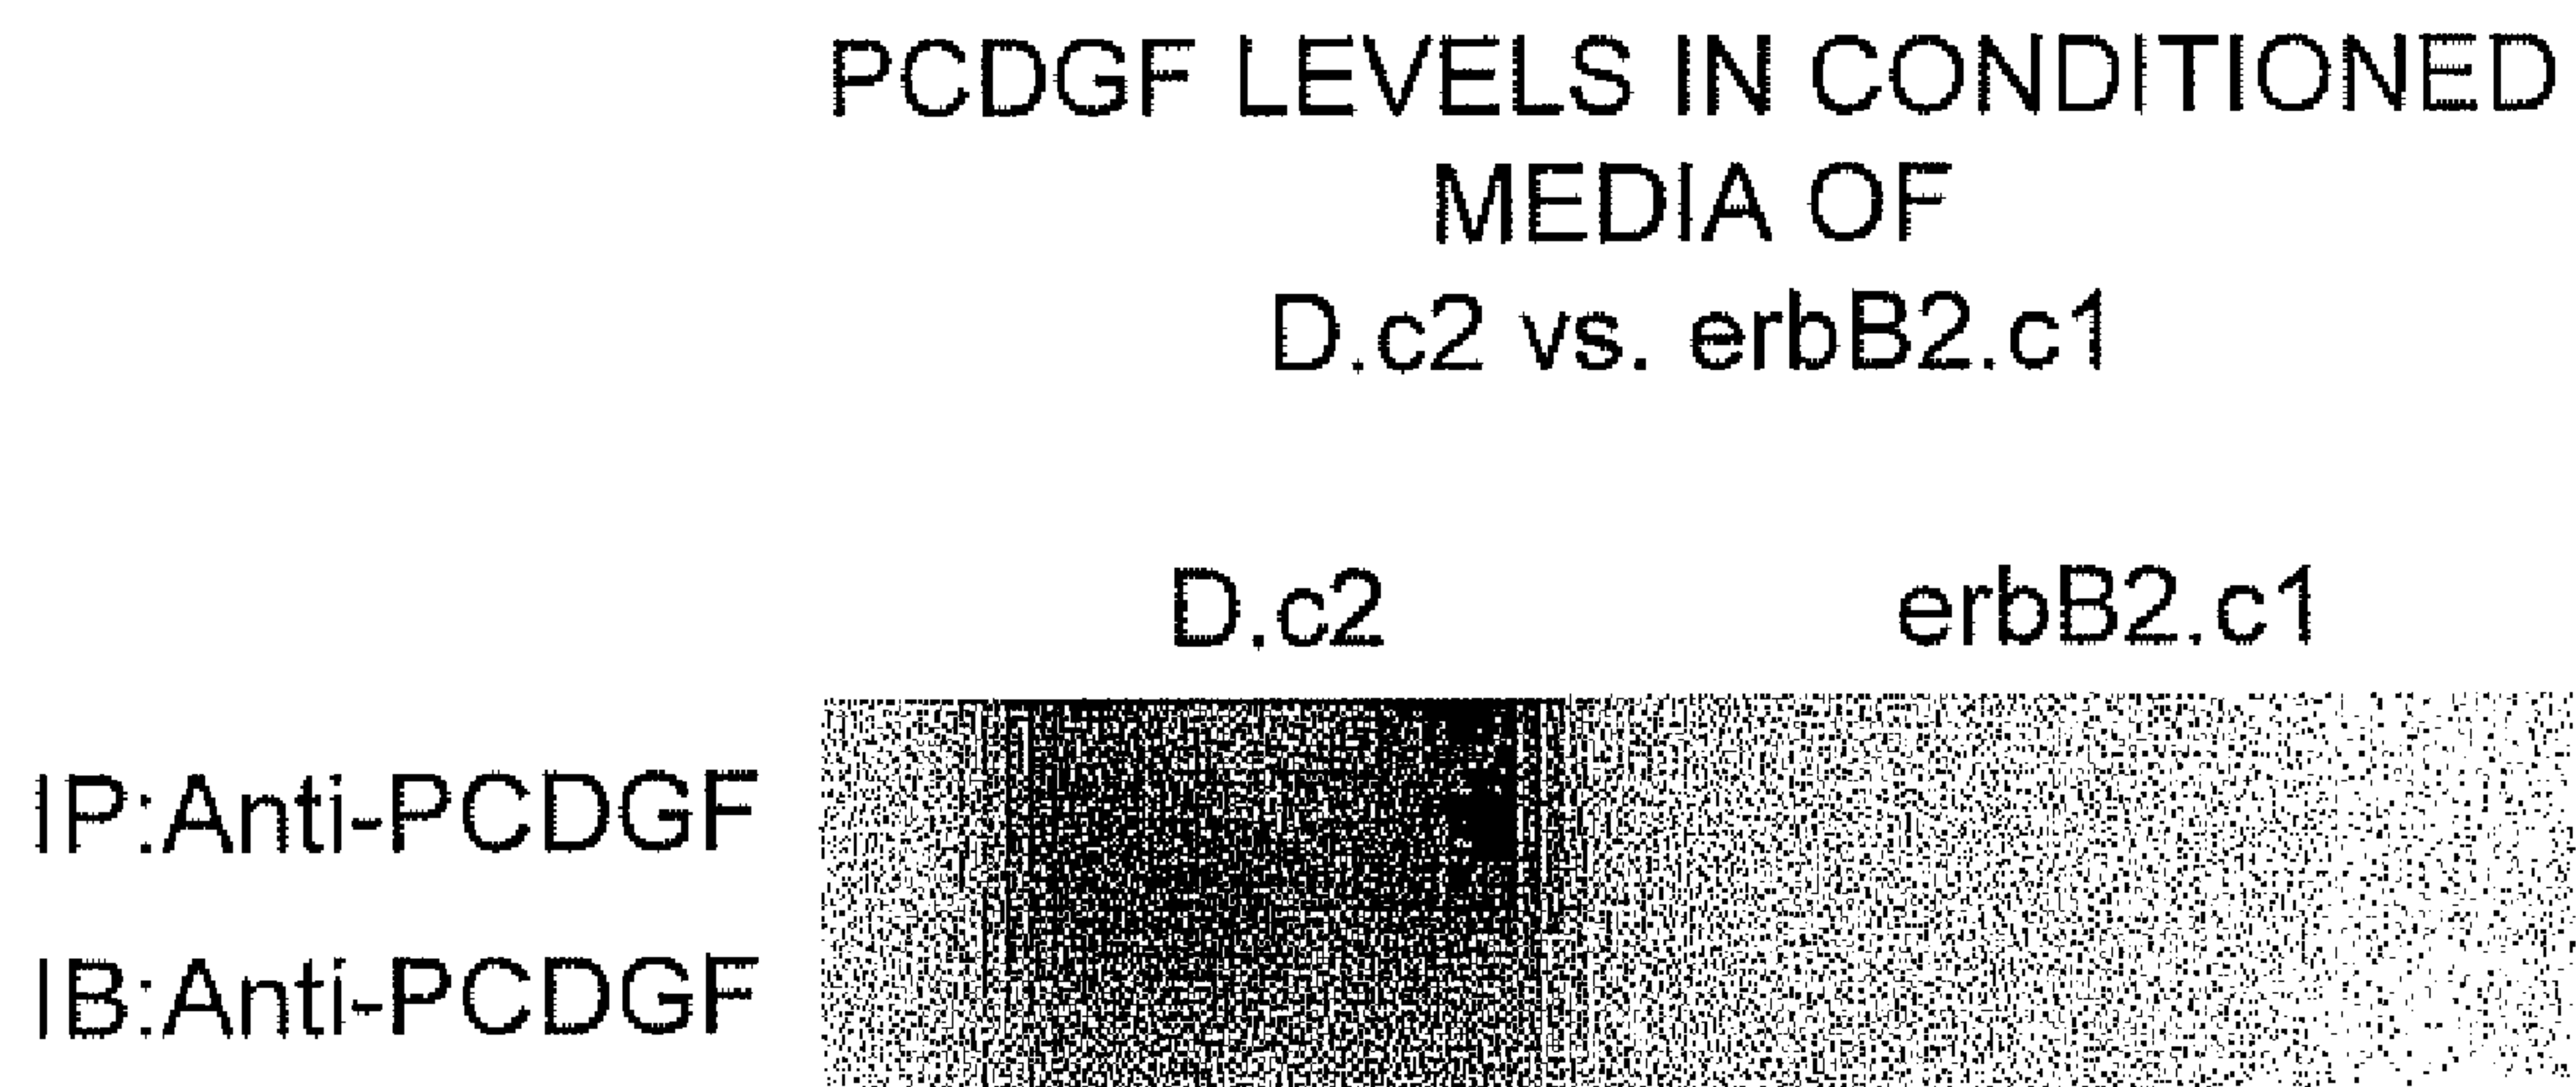 PCDGF LEVELS IN CONDITIONED
MEDIA OF
D.c2 vs. erbB2.c1
D.c2 erbB2.c1
IP:Anti-PCDGF
IB:Anti-PCDGF